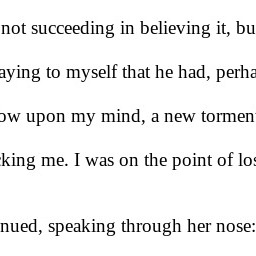 not succeeding in believing it, bu
aying to myself that he had, perha
ow upon my mind, a new tormen
king me. I was on the point of los
nued, speaking through her nose: